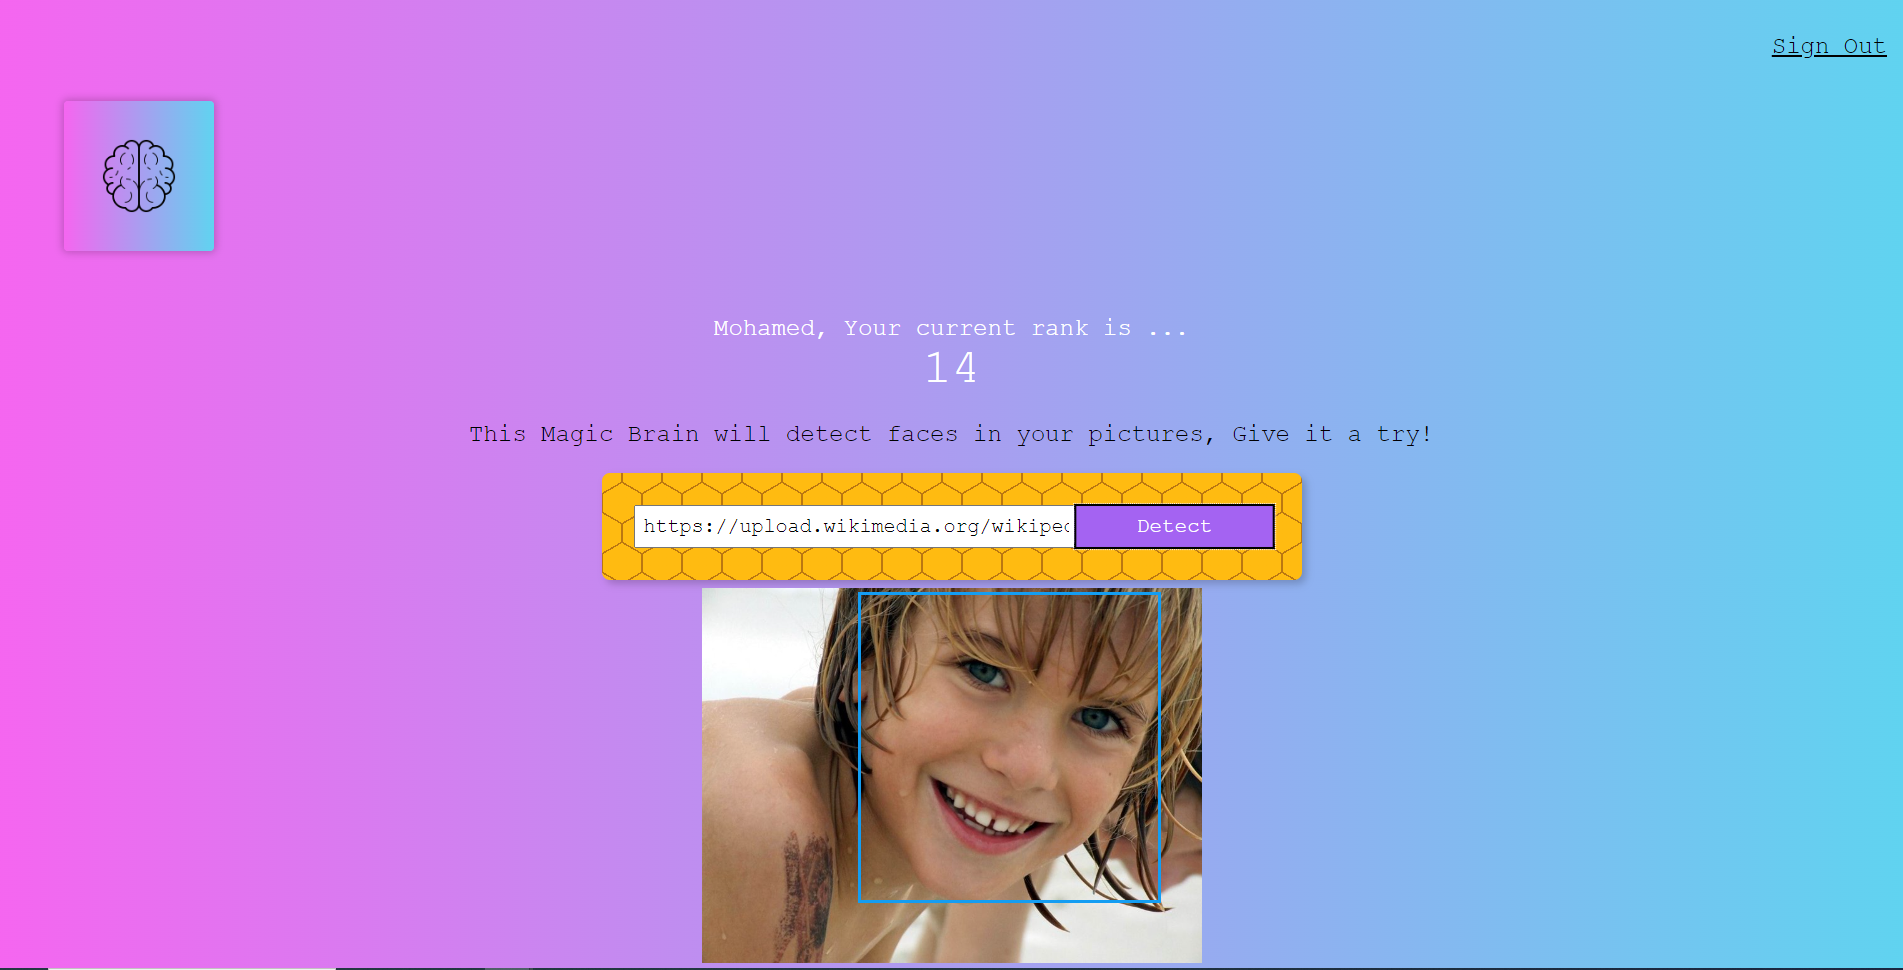 Sign Out
Mohamed, Your current rank is ...
14
This Magic Brain will detect faces in your pictures, Give it a try!
https://upload.wikimedia.org/wikiped
Detect